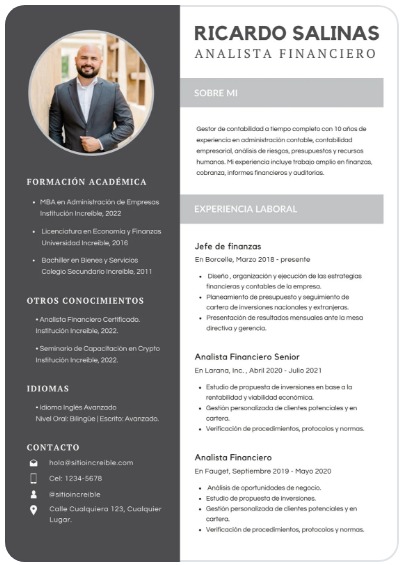 RICARDO SALINAS
ANALISTA FINANCIERO
SOBRE MI
Gestor de contabilidad a tiempo completo con 10 años de
experiencia en administración contable, contabilidad
empresarial, análisis de riesgos, presupuestos y recursos
humanos. Mi experiencia incluye trabajo amplio en finanzas,
cobranza, informes financieros y auditorias.
EXPERIENCIA LABORAL
Jefe de finanzas
En Borcelle, Marzo 2018 - presente
• Diseño , organización y ejecución de las estrategias
financieras y contables de la empresa.
• Planeamiento de presupuesto y seguimiento de
cartera de inversiones nacionales y extranjeras.
• Presentación de resultados mensuales ante la mesa
directiva y gerencia.
Analista Financiero Senior
En Larana, Inc. , Abril 2020 - Julio 2021
• Estudio de propuesta de inversiones en base a la
rentabilidad y viabilidad económica.
• Gestión personalizada de clientes potenciales y en
cartera.
• Verificación de procedimientos, protocolos y normas.
Analista Financiero
En Fauget, Septiembre 2019 - Mayo 2020
• Análisis de oportunidades de negocio.
• Estudio de propuesta de inversiones.
• Gestión personalizada de clientes potenciales y en
cartera.
• Verificación de procedimientos, protocolos y normas.
FORMACIÓN ACADÉMICA
• MBA en Administración de Empresas
Institución Increíble, 2022
• Licenciatura en Economía y Finanzas
Universidad Increíble, 2016
• Bachiller en Bienes y Servicios
Colegio Secundario Increíble, 2011
OTROS CONOCIMIENTOS
• Analista Financiero Certificado.
Institución Increíble, 2022.
• Seminario de Capacitación en Crypto
Institución Increíble, 2022.
IDIOMAS
• Idioma Inglés Avanzado
Nivel Oral: Bilingüe | Escrito: Avanzado.
CONTACTO
hola@sitioincreible.com
Cel: 1234-5678
@sitioincreible
Calle Cualquiera 123, Cualquier
Lugar.